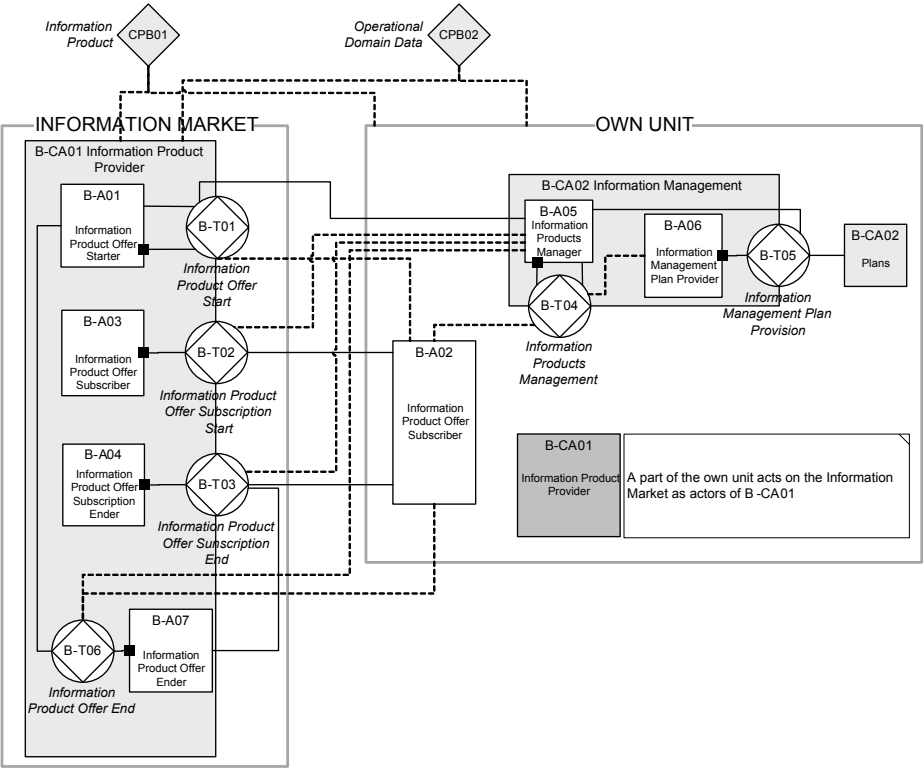 Information
Product
CPB01
Operational
Domain Data
CPB02
INFORMATION MARKET
OWN UNIT
B-CA01 Information Product
Provider
B-A01
Information
Product Offer
Starter
B-T01
Information
Product Offer
Start
B-A03
Information
Product Offer
Subscriber
B-T02
Information Product
Offer Subscription
Start
B-A04
Information
Product Offer
Subscription
Ender
B-T03
Information Product
Offer Sunscription
End
B-T06
Information
Product Offer End
B-A07
Information
Product Offer
Ender
B-CA02 Information Management
B-A05
Information
Products
Manager
B-A06
Information
Management
Plan Provider
B-T05
Information
Management Plan
Provision
B-CA02
Plans
B-T04
Information
Products
Management
B-A02
Information
Product Offer
Subscriber
B-CA01
Information Product
Provider
A part of the own unit acts on the Information
Market as actors of B -CA01